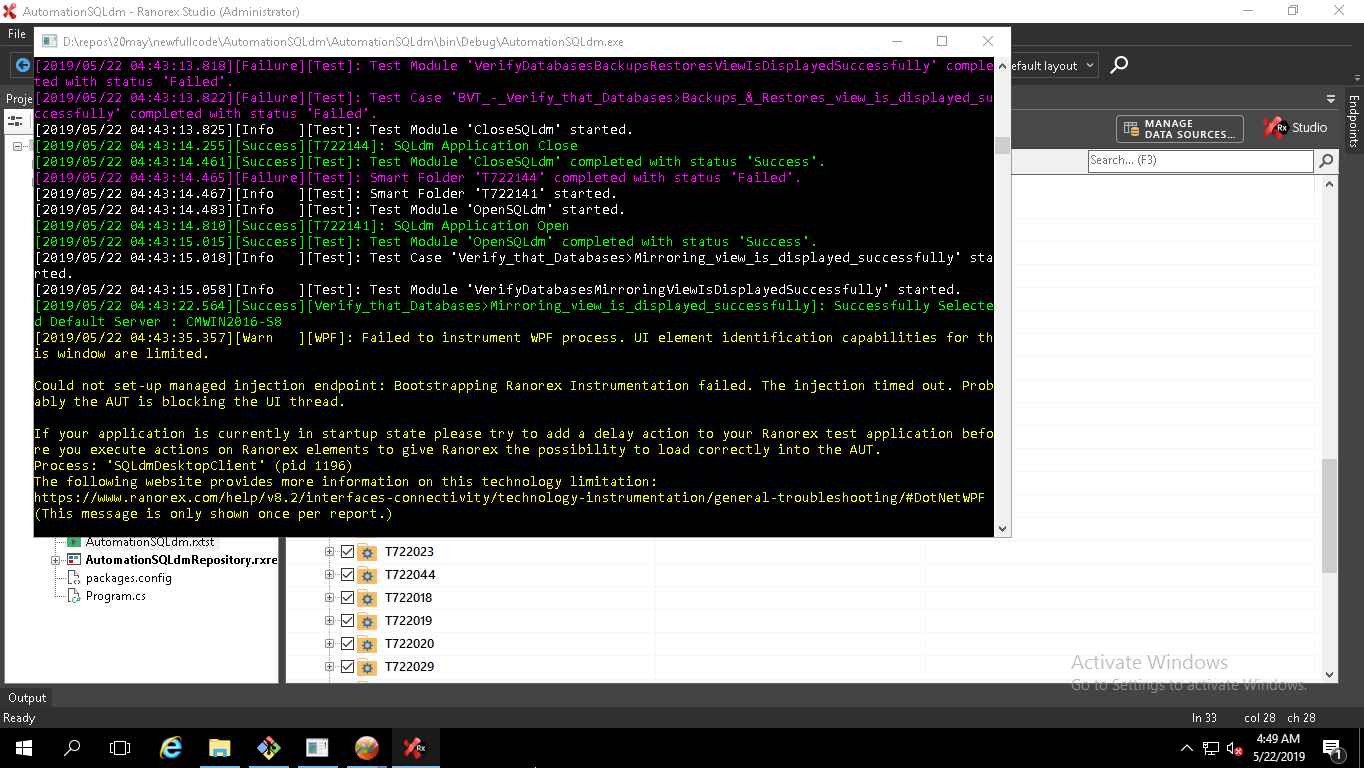 AutomationSQLdm - Ranorex Studio (Administrator)
File
D:\repos\20may\newfullcode\AutomationSQLdm\AutomationSQLdm\bin\Debug\AutomationSQLdm.exe
efault layout
Proje
[2019/05/22 04:43:13.818][Failure][Test]: Test Module 'VerifyDatabasesBackupsRestoresViewIsDisplayedSuccessfully' comple
ted with status 'Failed'.
[2019/05/22 04:43:13.822][Failure][Test]: Test Case 'BVT_-_Verify_that_Databases>Backups_&_Restores_view_is_displayed_su
ccessfully' completed with status 'Failed'.
[2019/05/22 04:43:13.825][Info   ][Test]: Test Module 'CloseSQLdm' started.
[2019/05/22 04:43:14.255][Success][T722144]: SQLdm Application Close
[2019/05/22 04:43:14.461][Success][Test]: Test Module 'CloseSQLdm' completed with status 'Success'.
[2019/05/22 04:43:14.465][Failure][Test]: Smart Folder 'T722144' completed with status 'Failed'.
[2019/05/22 04:43:14.467][Info   ][Test]: Smart Folder 'T722141' started.
[2019/05/22 04:43:14.483][Info   ][Test]: Test Module 'OpenSQLdm' started.
[2019/05/22 04:43:14.810][Success][T722141]: SQLdm Application Open
[2019/05/22 04:43:15.015][Success][Test]: Test Module 'OpenSQLdm' completed with status 'Success'.
[2019/05/22 04:43:15.018][Info   ][Test]: Test Case 'Verify_that_Databases>Mirroring_view_is_displayed_successfully' sta
rted.
[2019/05/22 04:43:15.058][Info   ][Test]: Test Module 'VerifyDatabasesMirroringViewIsDisplayedSuccessfully' started.
[2019/05/22 04:43:22.564][Success][Verify_that_Databases>Mirroring_view_is_displayed_successfully]: Successfully Selecte
d Default Server : CMWIN2016-S8
[2019/05/22 04:43:35.357][Warn   ][WPF]: Failed to instrument WPF process. UI element identification capabilities for th
is window are limited.
Could not set-up managed injection endpoint: Bootstrapping Ranorex Instrumentation failed. The injection timed out. Prob
ably the AUT is blocking the UI thread.
If your application is currently in startup state please try to add a delay action to your Ranorex test application befo
re you execute actions on Ranorex elements to give Ranorex the possibility to load correctly into the AUT.
Process: 'SQLdmDesktopClient' (pid 1196)
The following website provides more information on this technology limitation:
https://www.ranorex.com/help/v8.2/interfaces-connectivity/technology-instrumentation/general-troubleshooting/#DotNetWPF
(This message is only shown once per report.)
MANAGE
DATA SOURCES...
Rx Studio
Endpoints
Search... (F3)
AutomationSQLdm.rxtst
AutomationSQLdmRepository.rxre
packages.config
Program.cs
T722023
T722044
T722018
T722019
T722020
T722029
Activate Windows
Go to Settings to activate Windows.
Output
Ready
ln 33 col 28 ch 28
Rx
4:49 AM
5/22/2019
1